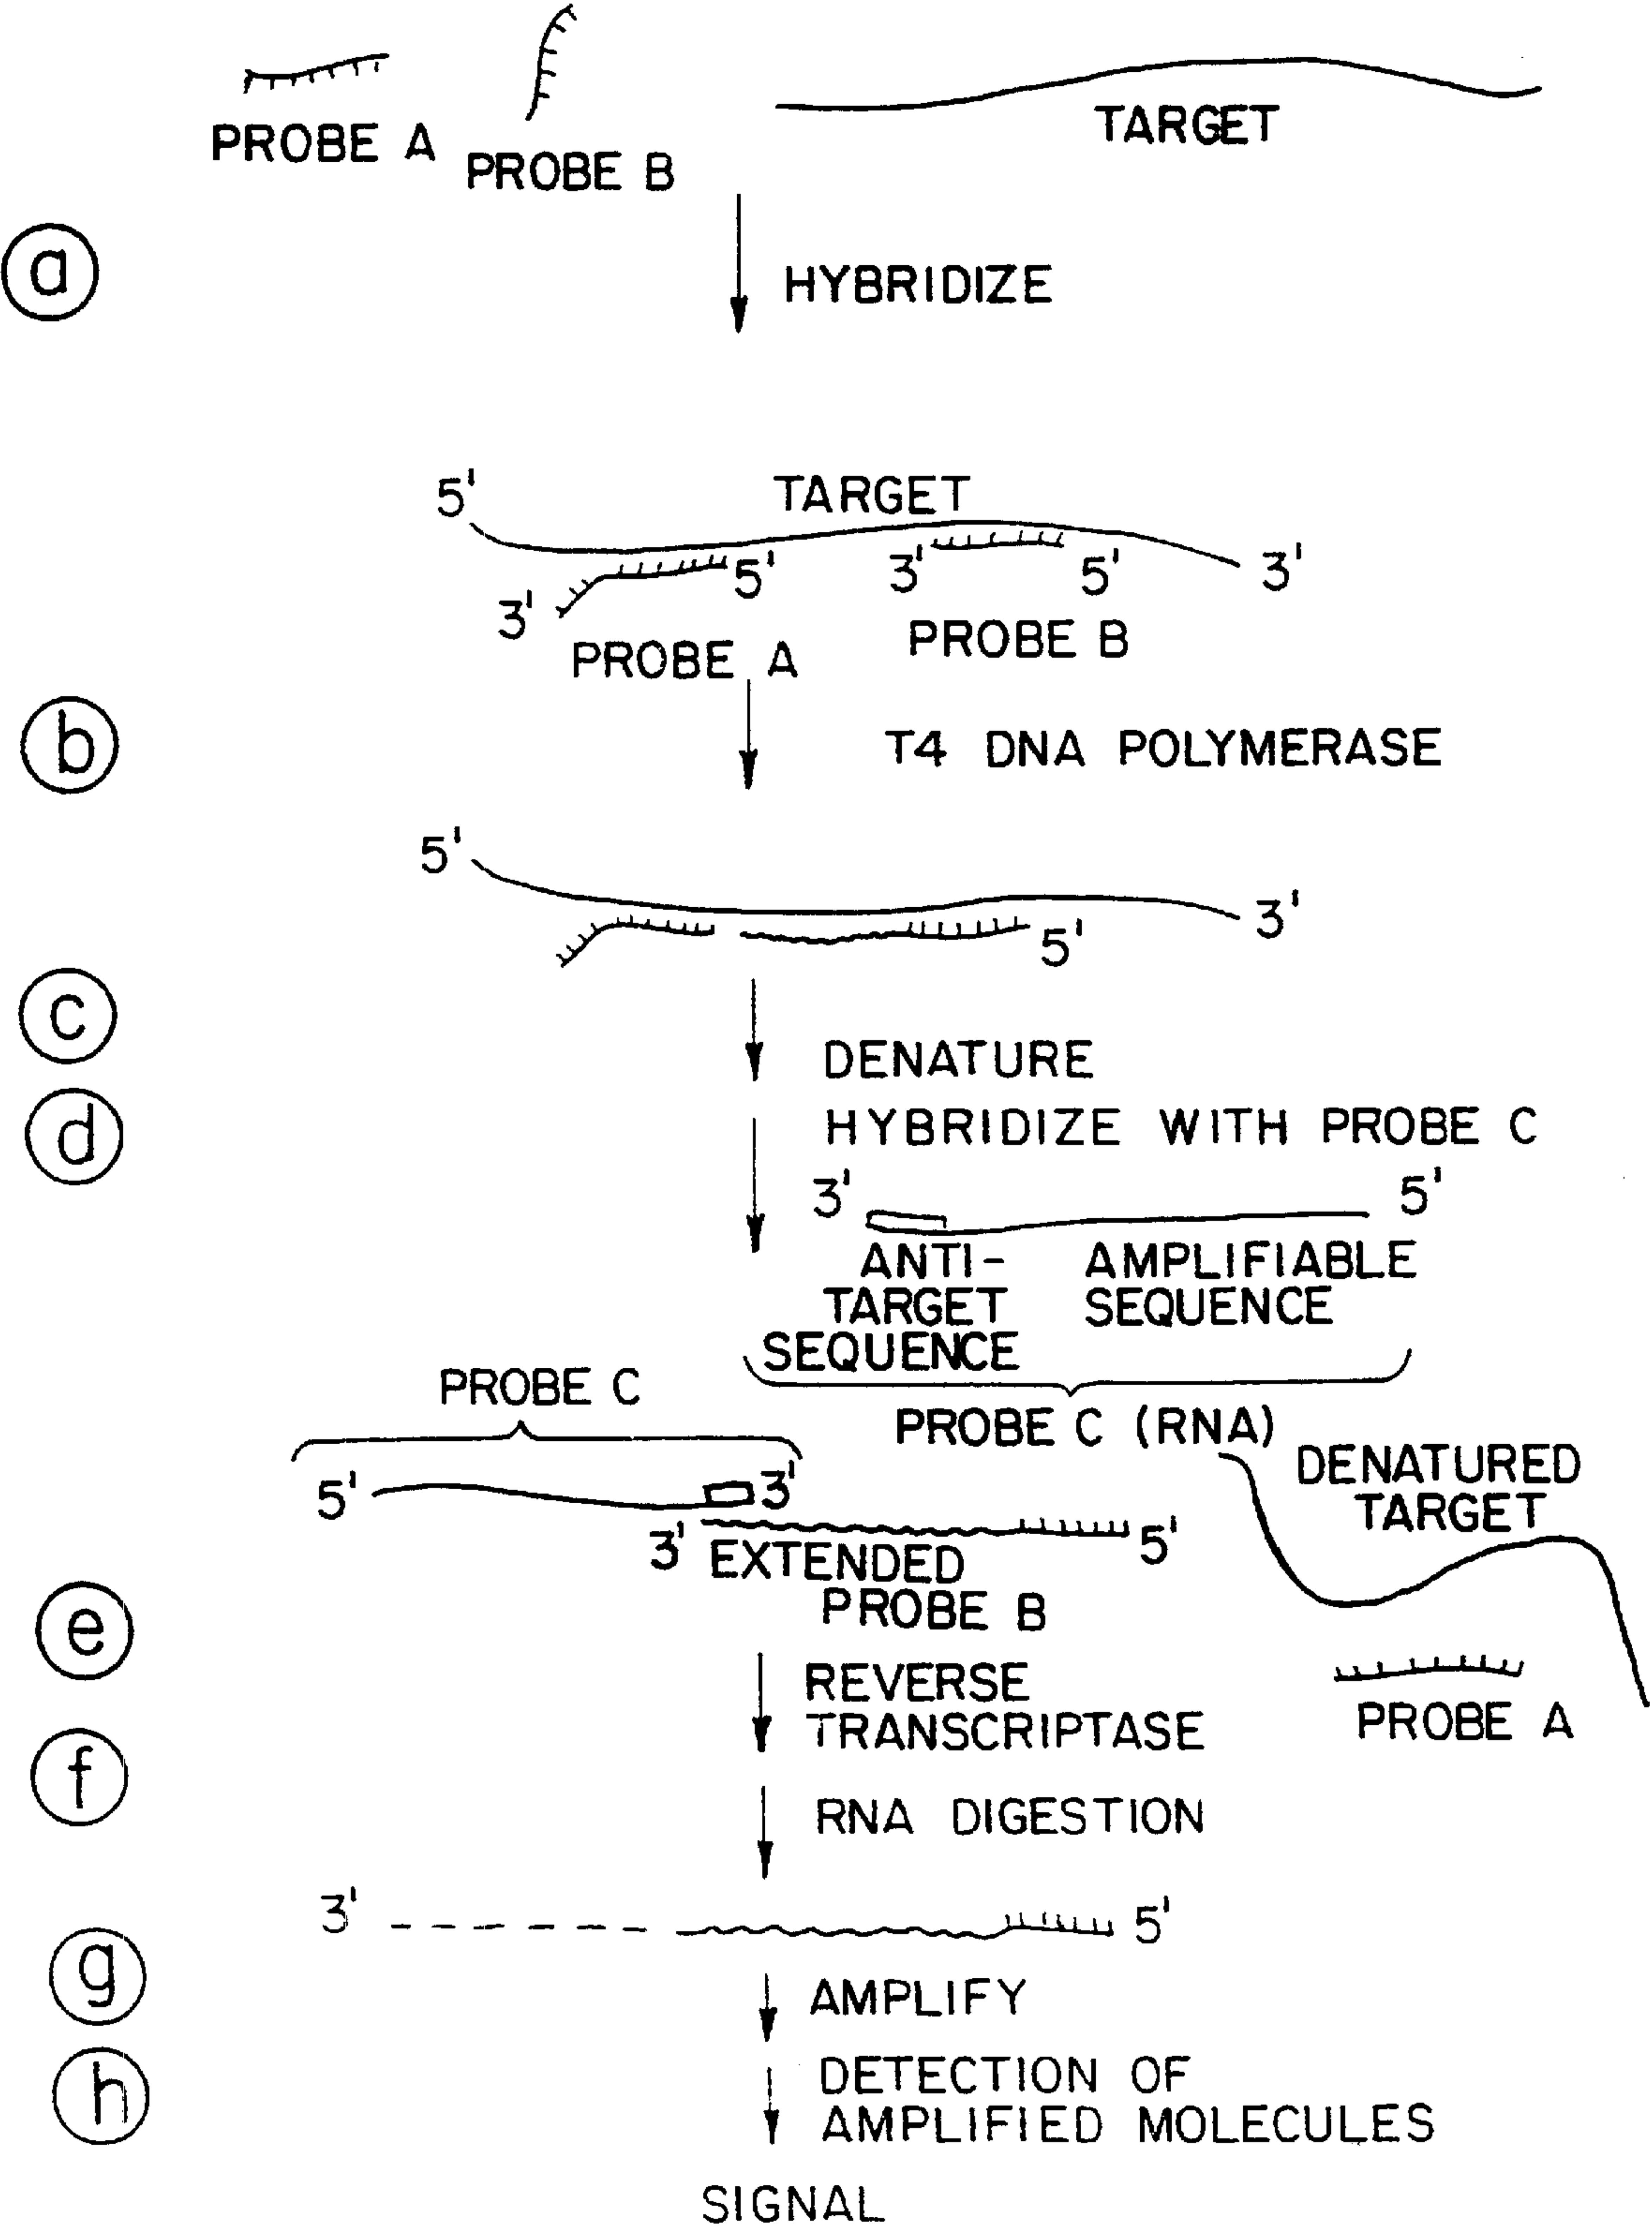 PROBE A
PROBE B
TARGET
a
HYBRIDIZE
5'
TARGET
3'
5'
3'
5'
3'
PROBE A
PROBE B
b
T4 DNA POLYMERASE
5'
3'
5'
c
DENATURE
d
HYBRIDIZE WITH PROBE C
3'
5'
ANTI-
TARGET
SEQUENCE
AMPLIFIABLE
SEQUENCE
PROBE C
PROBE C (RNA)
DENATURED
TARGET
5'
3'
3'
5'
EXTENDED
PROBE B
e
REVERSE
TRANSCRIPTASE
PROBE A
f
RNA DIGESTION
3'
5'
g
AMPLIFY
h
DETECTION OF
AMPLIFIED MOLECULES
SIGNAL